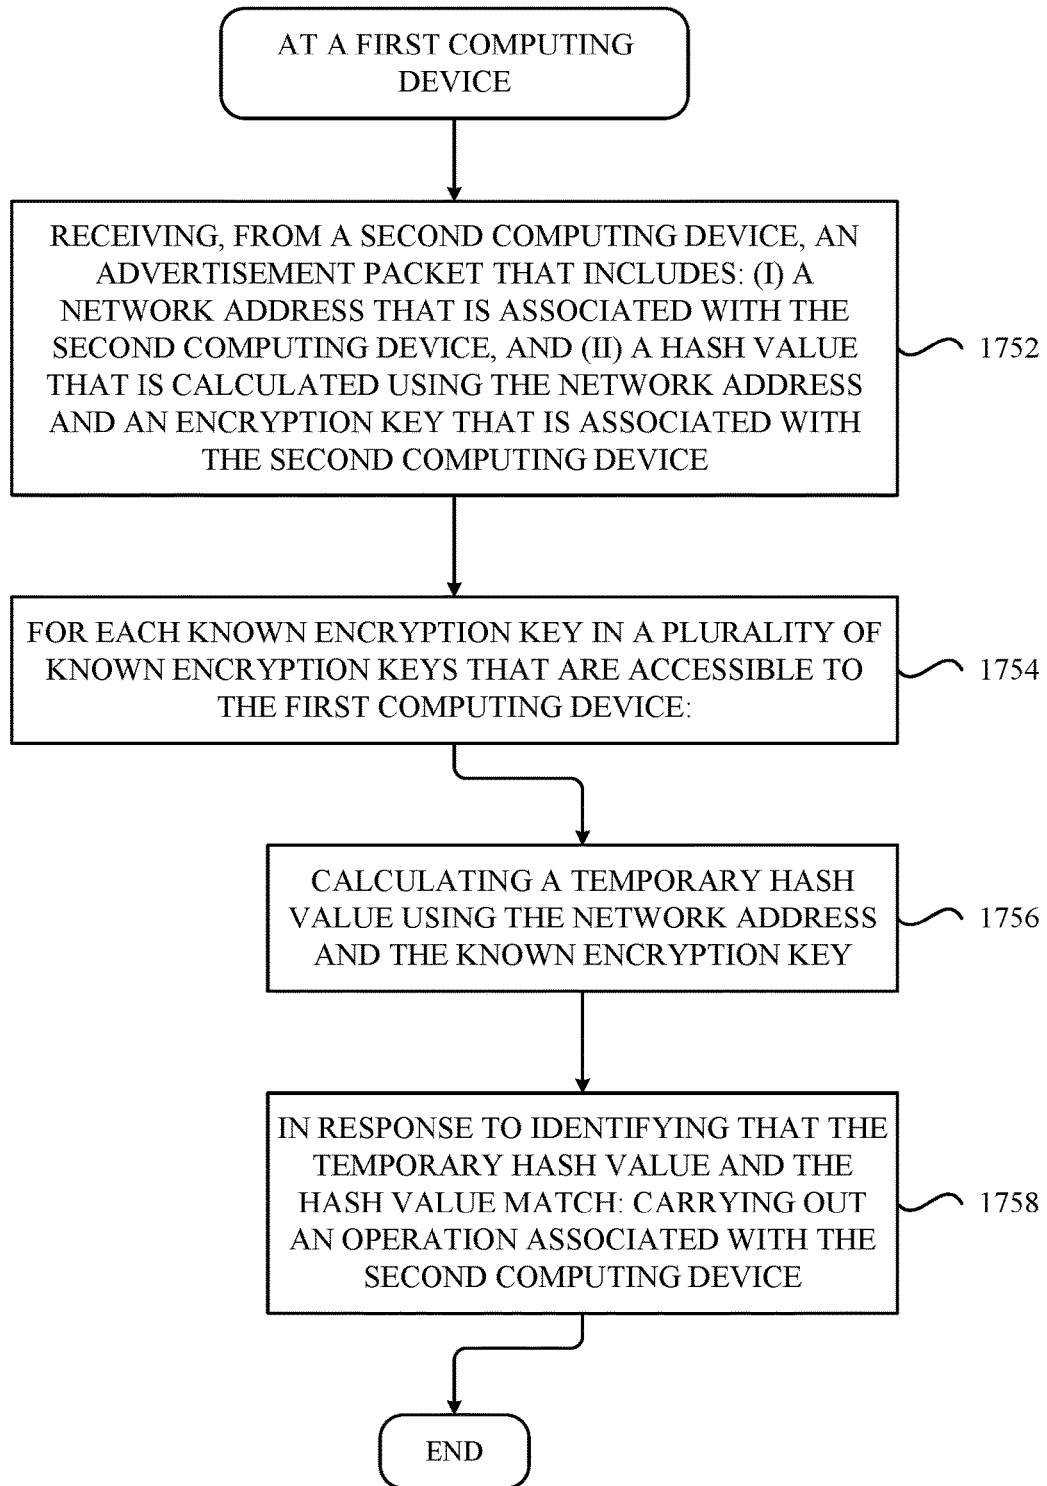 AT A FIRST COMPUTING
DEVICE
RECEIVING, FROM A SECOND COMPUTING DEVICE, AN
ADVERTISEMENT PACKET THAT INCLUDES: (I) A
NETWORK ADDRESS THAT IS ASSOCIATED WITH THE
SECOND COMPUTING DEVICE, AND (II) A HASH VALUE
THAT IS CALCULATED USING THE NETWORK ADDRESS
AND AN ENCRYPTION KEY THAT IS ASSOCIATED WITH
THE SECOND COMPUTING DEVICE
1752
FOR EACH KNOWN ENCRYPTION KEY IN A PLURALITY OF
KNOWN ENCRYPTION KEYS THAT ARE ACCESSIBLE TO
THE FIRST COMPUTING DEVICE:
1754
CALCULATING A TEMPORARY HASH
VALUE USING THE NETWORK ADDRESS
AND THE KNOWN ENCRYPTION KEY
1756
IN RESPONSE TO IDENTIFYING THAT THE
TEMPORARY HASH VALUE AND THE
HASH VALUE MATCH: CARRYING OUT
AN OPERATION ASSOCIATED WITH THE
SECOND COMPUTING DEVICE
1758
END